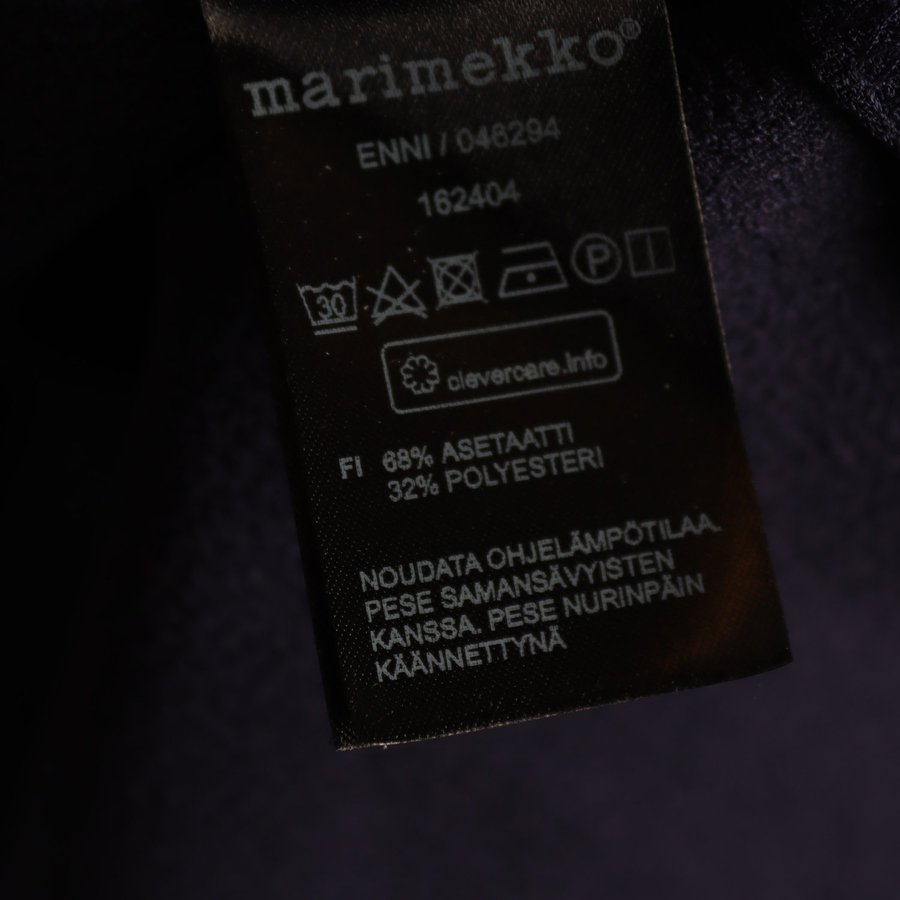 marimekko®
ENNI / 046294
162404
30 P
clevercare.info
FI 68% ASETAATTI
32% POLYESTERI
NOUDATA OHJELÄMPÖTILAA.
PESE SAMANSÄVYISTEN
KANSSA. PESE NURINPÄIN
KÄÄNNETTYNÄ